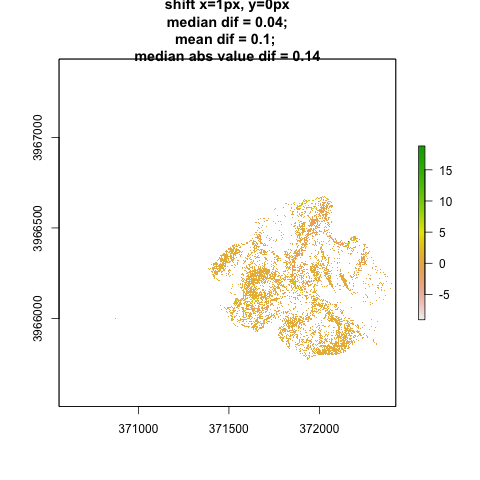 shift x=1px, y=0px
median dif = 0.04;
mean dif = 0.1;
median abs value dif = 0.14
3967000
3966500
3966000
371000
371500
372000
15
10
5
0
−5